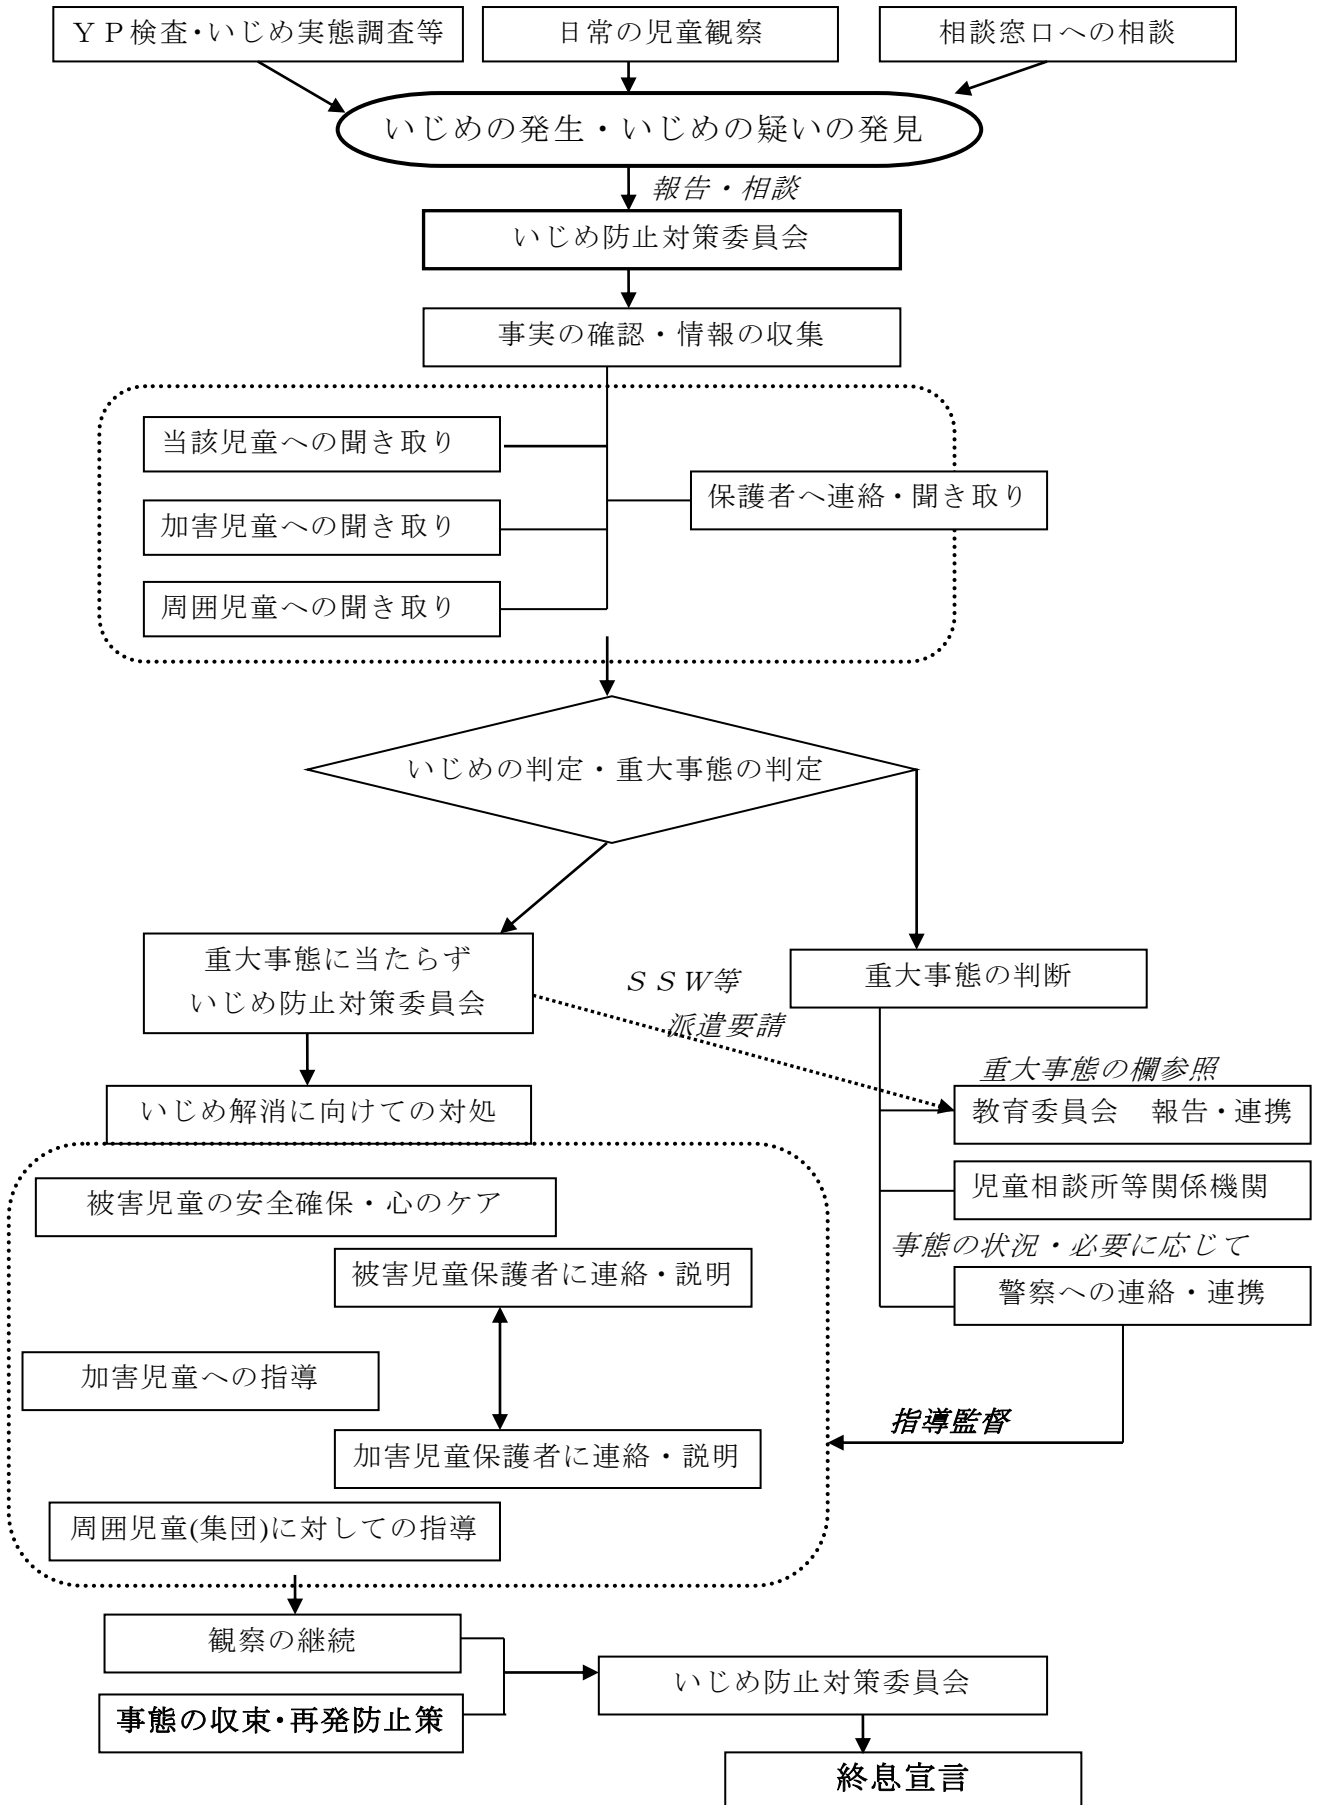 ＹＰ検査・いじめ実態調査等
日常の児童観察
相談窓口への相談
いじめの発生・いじめの疑いの発見
報告・相談
いじめ防止対策委員会
事実の確認・情報の収集
当該児童への聞き取り
保護者へ連絡・聞き取り
加害児童への聞き取り
周囲児童への聞き取り
いじめの判定・重大事態の判定
重大事態に当たらず
いじめ防止対策委員会
ＳＳＷ等
派遣要請
重大事態の判断
重大事態の欄参照
教育委員会　報告・連携
児童相談所等関係機関
事態の状況・必要に応じて
警察への連絡・連携
指導監督
いじめ解消に向けての対処
被害児童の安全確保・心のケア
被害児童保護者に連絡・説明
加害児童への指導
加害児童保護者に連絡・説明
周囲児童(集団)に対しての指導
観察の継続
事態の収束・再発防止策
いじめ防止対策委員会
終息宣言